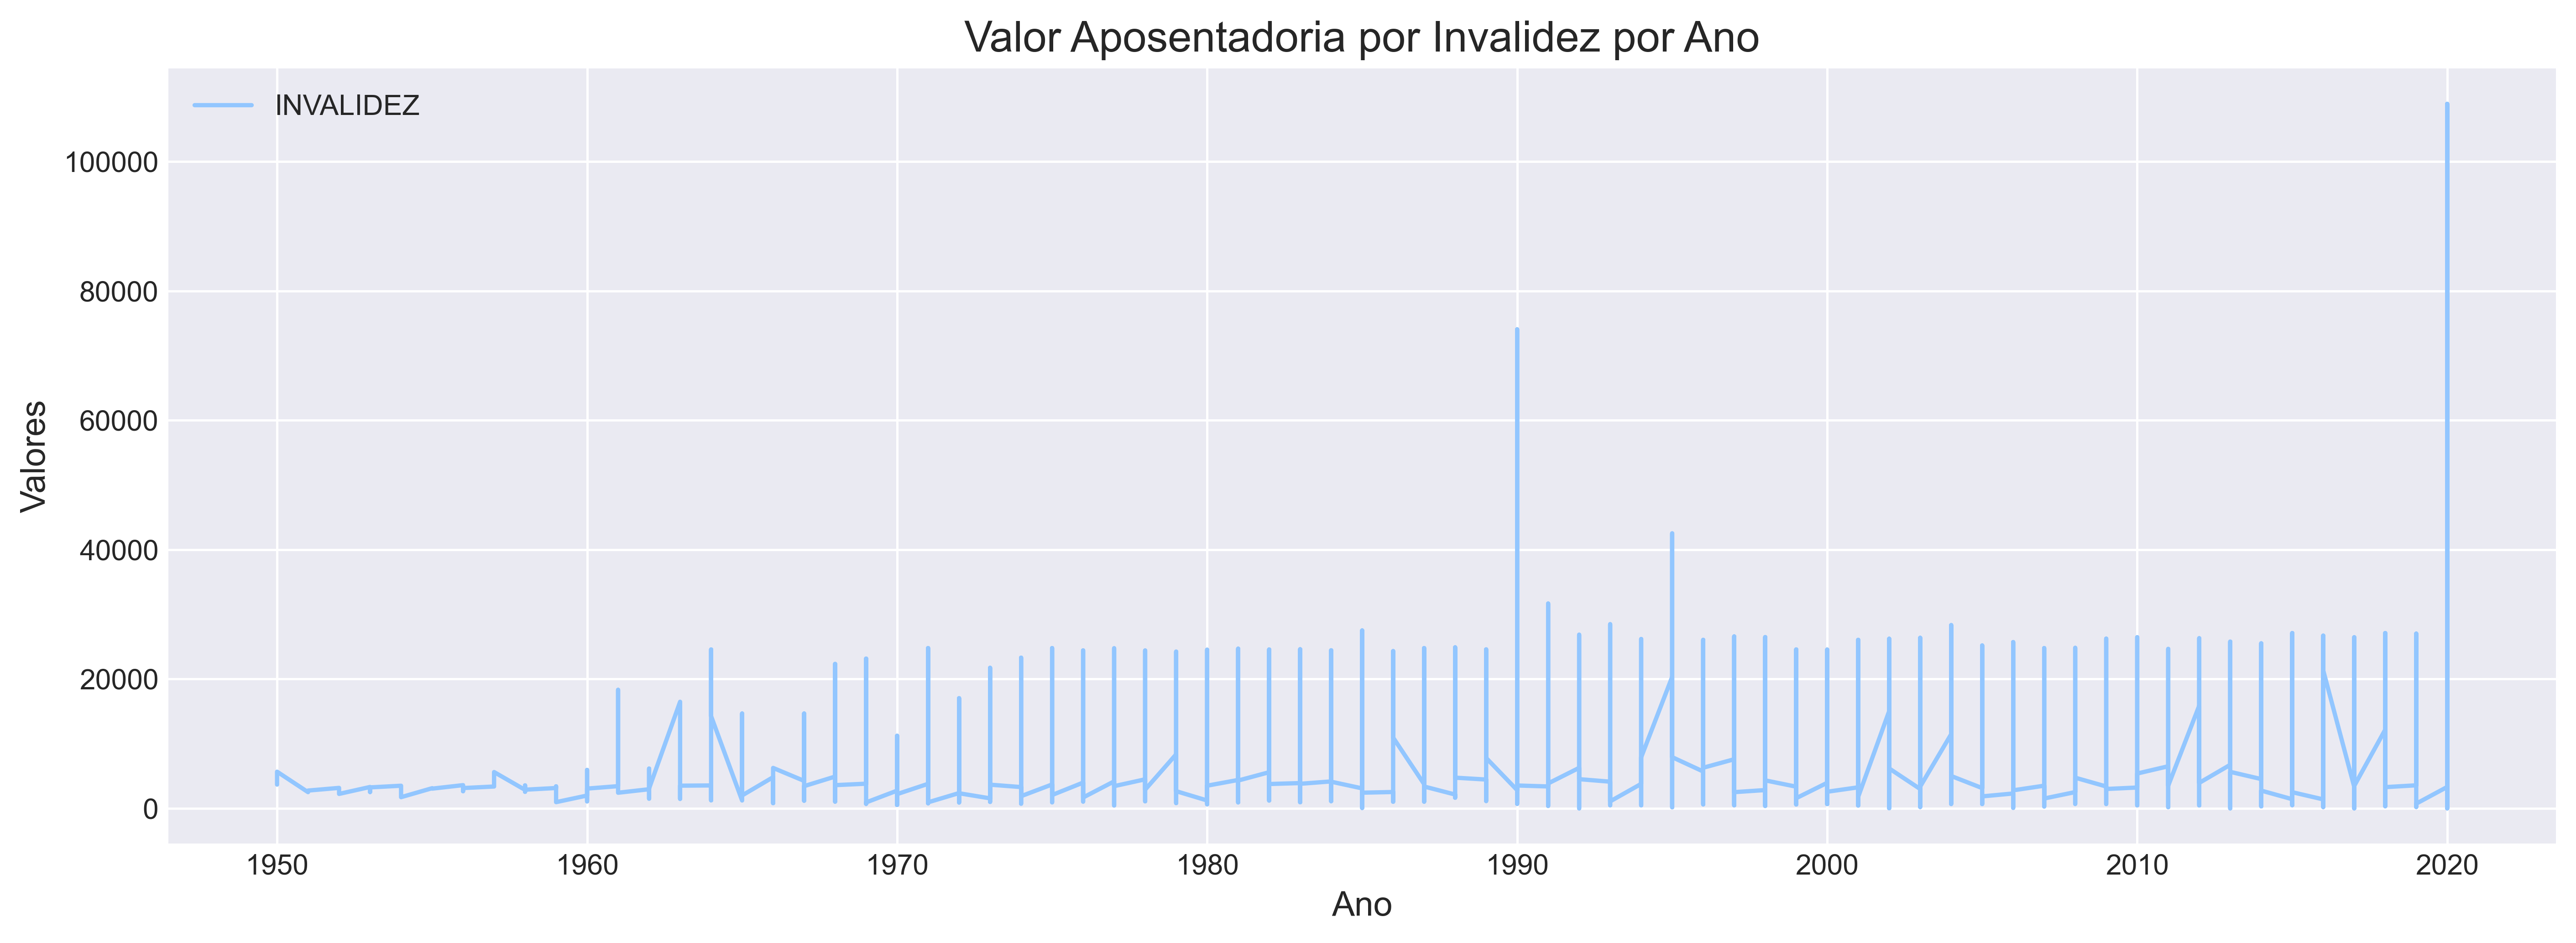 Valor Aposentadoria por Invalidez por Ano
INVALIDEZ
100000
80000
60000
40000
20000
0
Valores
1950 1960 1970 1980 1990 2000 2010 2020
Ano